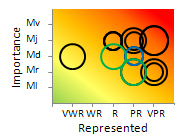 Importance
Mv
Mj
Md
Mr
Ml
VWR WR R PR VPR
Represented